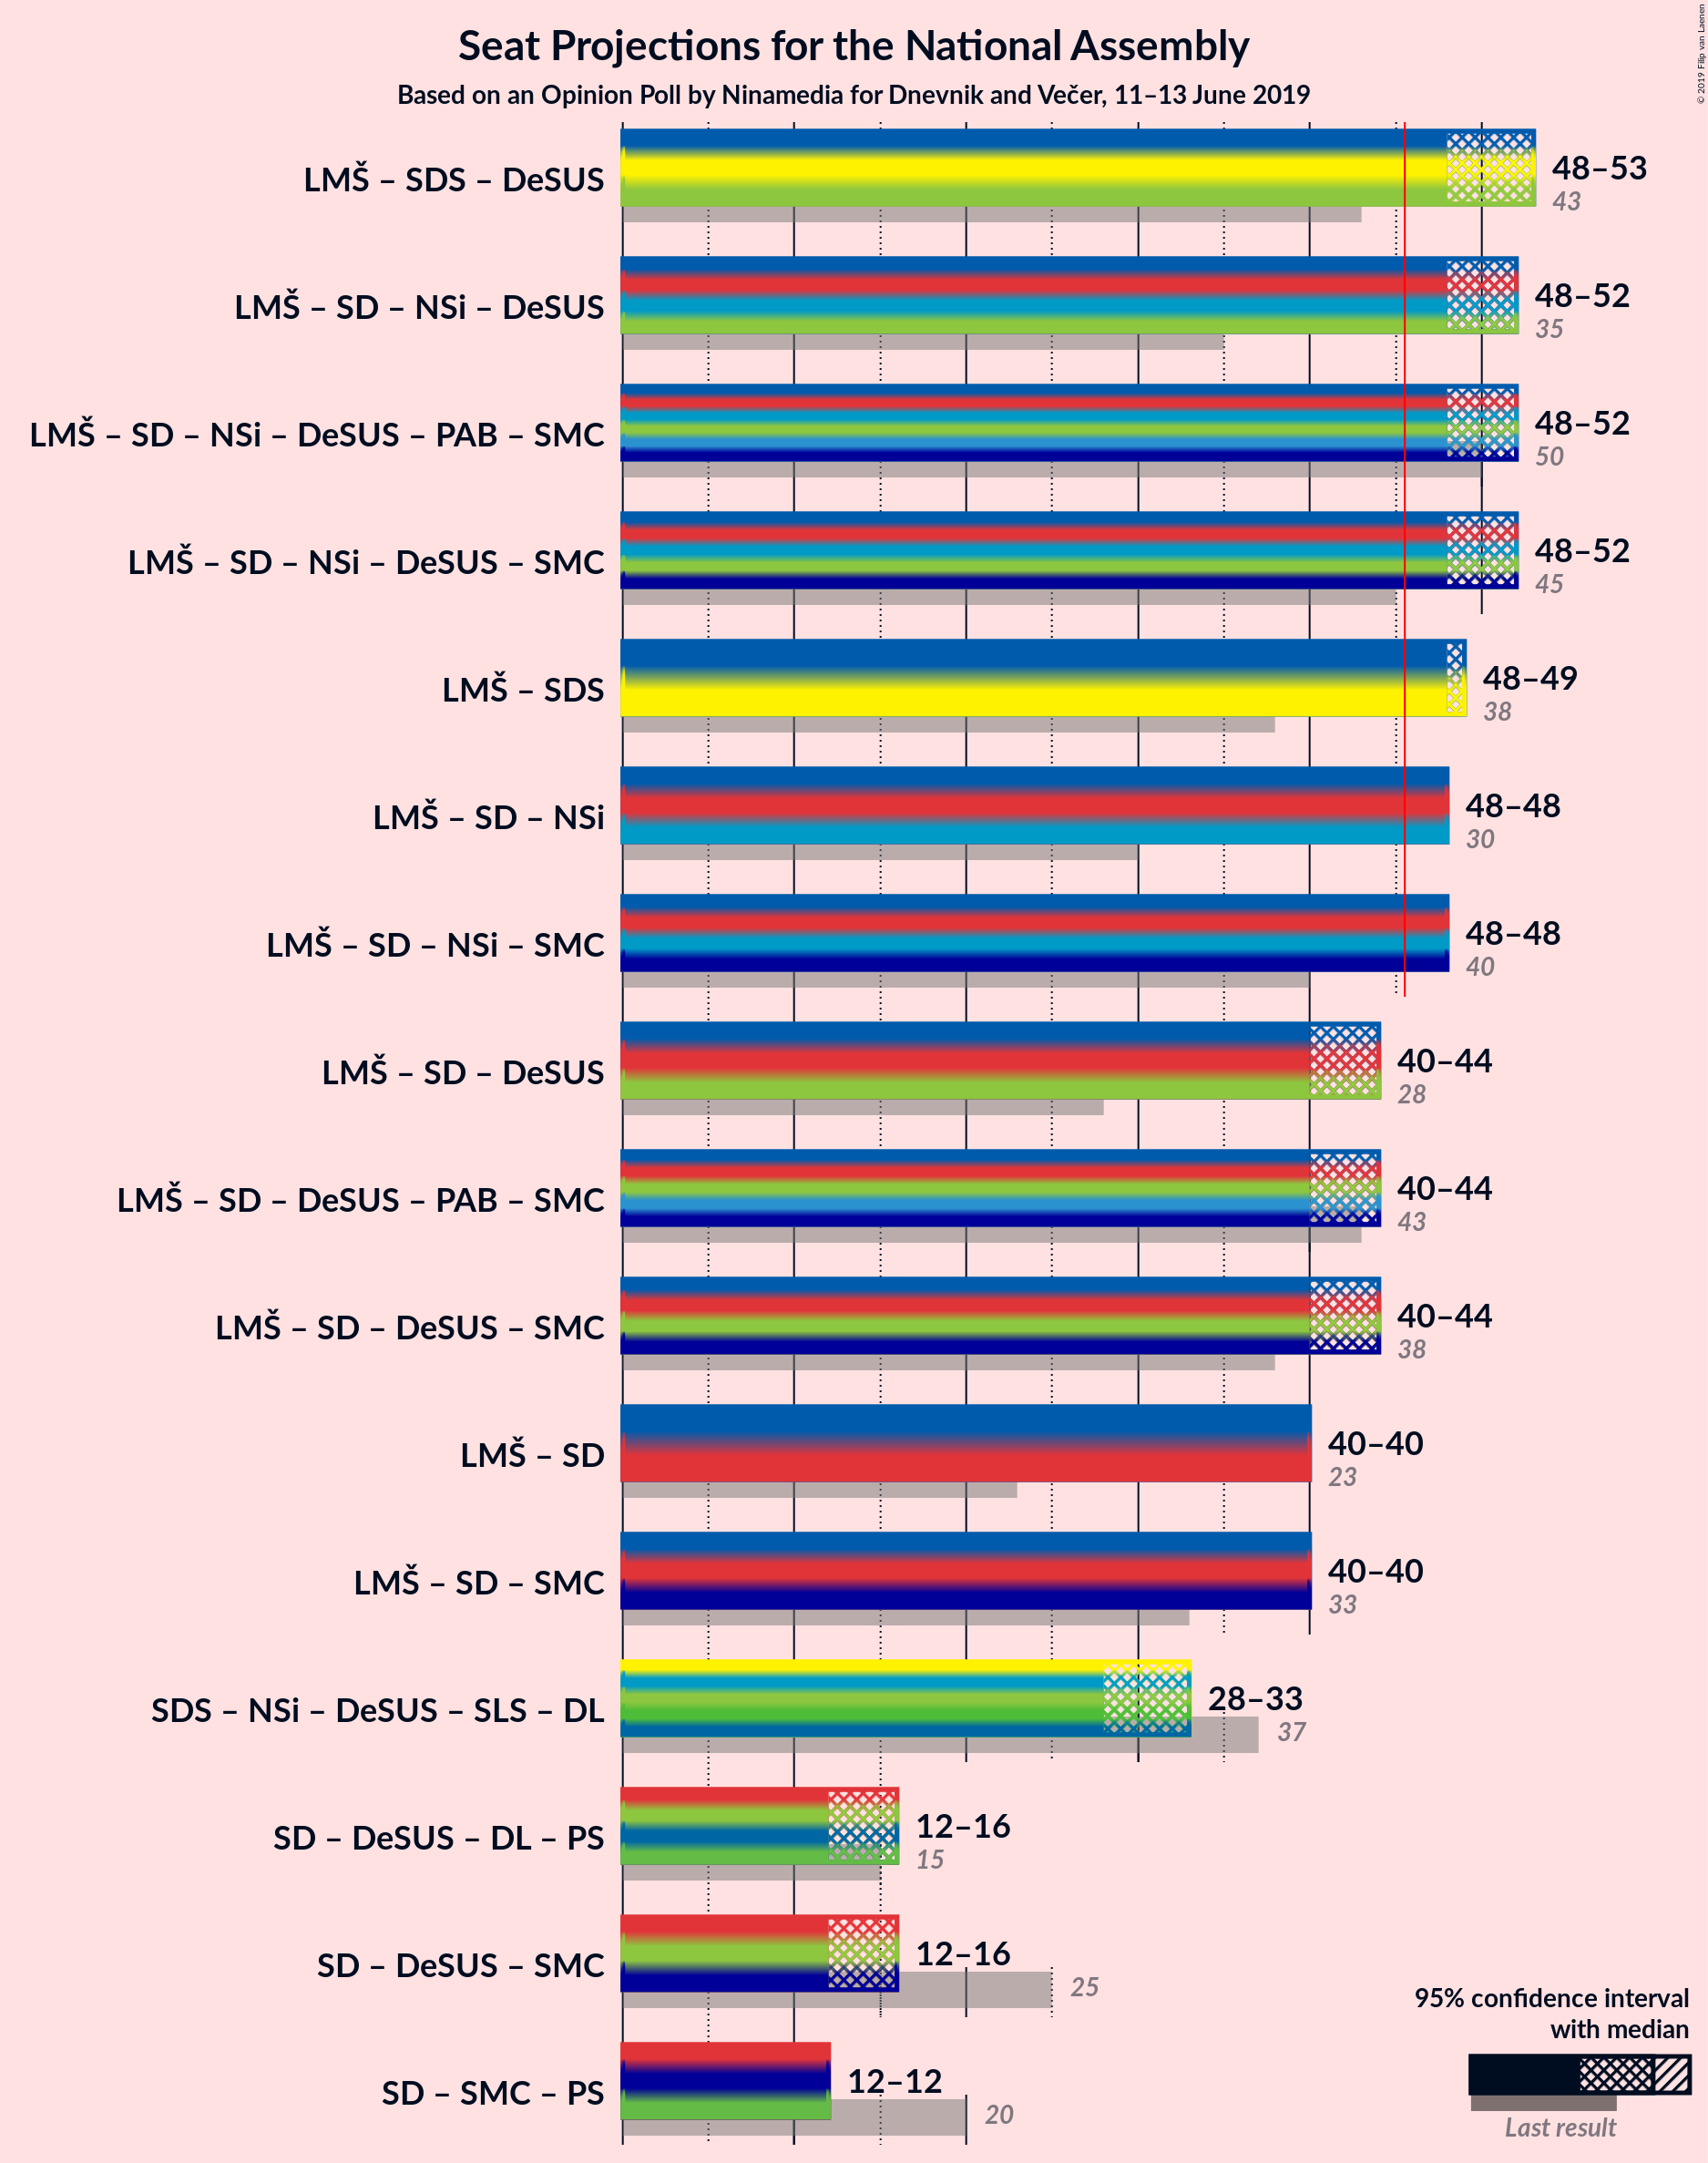 Seat Projections for the National Assembly
Based on an Opinion Poll by Ninamedia for Dnevnik and Večer, 11–13 June 2019
© 2019 Filip van Laenen
LMŠ – SDS – DeSUS
48–53
43
LMŠ – SD – NSi – DeSUS
48–52
35
LMŠ – SD – NSi – DeSUS – PAB – SMC
48–52
50
LMŠ – SD – NSi – DeSUS – SMC
48–52
45
LMŠ – SDS
48–49
38
LMŠ – SD – NSi
48–48
30
LMŠ – SD – NSi – SMC
48–48
40
LMŠ – SD – DeSUS
40–44
28
LMŠ – SD – DeSUS – PAB – SMC
40–44
43
LMŠ – SD – DeSUS – SMC
40–44
38
LMŠ – SD
40–40
23
LMŠ – SD – SMC
40–40
33
SDS – NSi – DeSUS – SLS – DL
28–33
37
SD – DeSUS – DL – PS
12–16
15
SD – DeSUS – SMC
12–16
25
SD – SMC – PS
12–12
20
95% confidence interval
with median
Last result